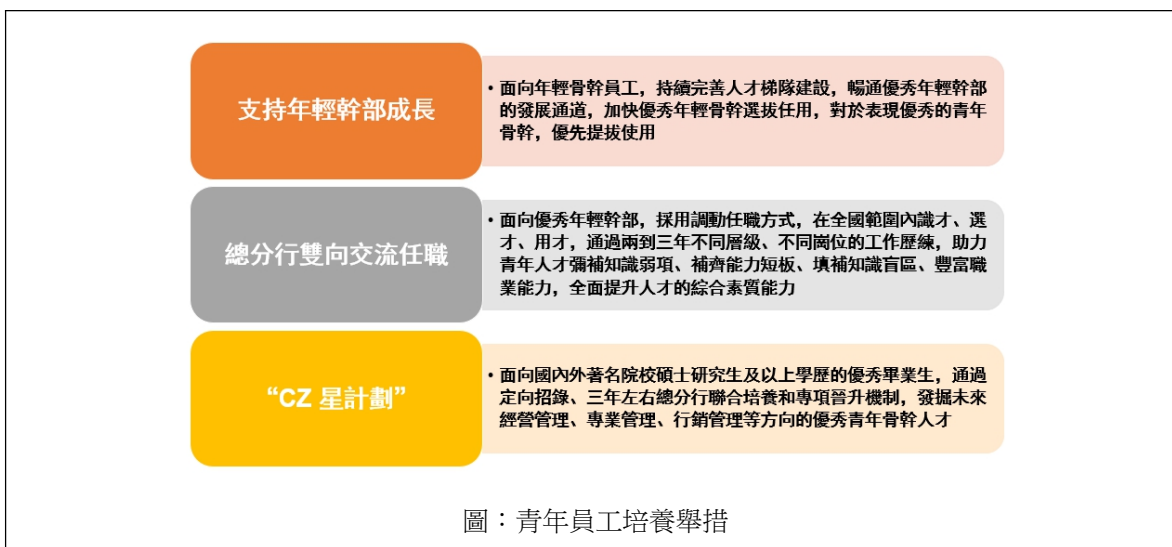 支持年輕幹部成長
• 面向年輕骨幹員工，持續完善人才梯隊建設，暢通優秀年輕幹部
的發展通道，加快優秀年輕骨幹選拔任用，對於表現優秀的青年
骨幹，優先提拔使用
總分行雙向交流任職
• 面向優秀年輕幹部，採用調動任職方式，在全國範圍內識才、選
才、用才，通過兩到三年不同層級、不同崗位的工作歷練，助力
青年人才彌補知識弱項、補齊能力短板、填補知識盲區、豐富職
業能力，全面提升人才的綜合素質能力
“CZ 星計劃”
• 面向國內外著名院校碩士研究生及以上學歷的優秀畢業生，通過
定向招錄、三年左右總分行聯合培養和專項晉升機制，發掘未來
經營管理、專業管理、行銷管理等方向的優秀青年骨幹人才
圖：青年員工培養舉措